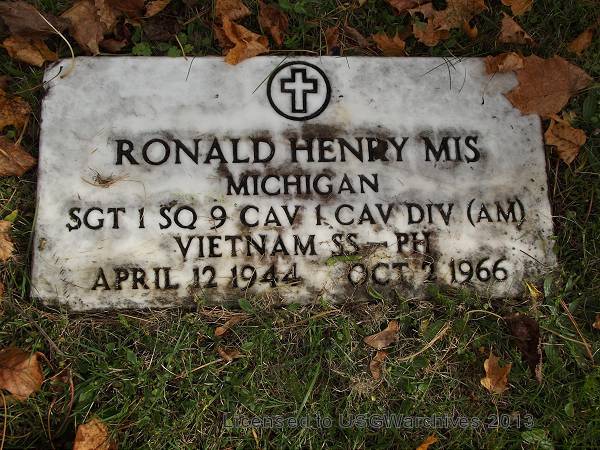 RONALD HENRY MIS
MICHIGAN
SGT 1 SQ 9 CAV 1 CAV DIV (AM)
VIETNAM SS - PH
APRIL 12 1944 OCT 2 1966
Licensed to USGWarchives 2013